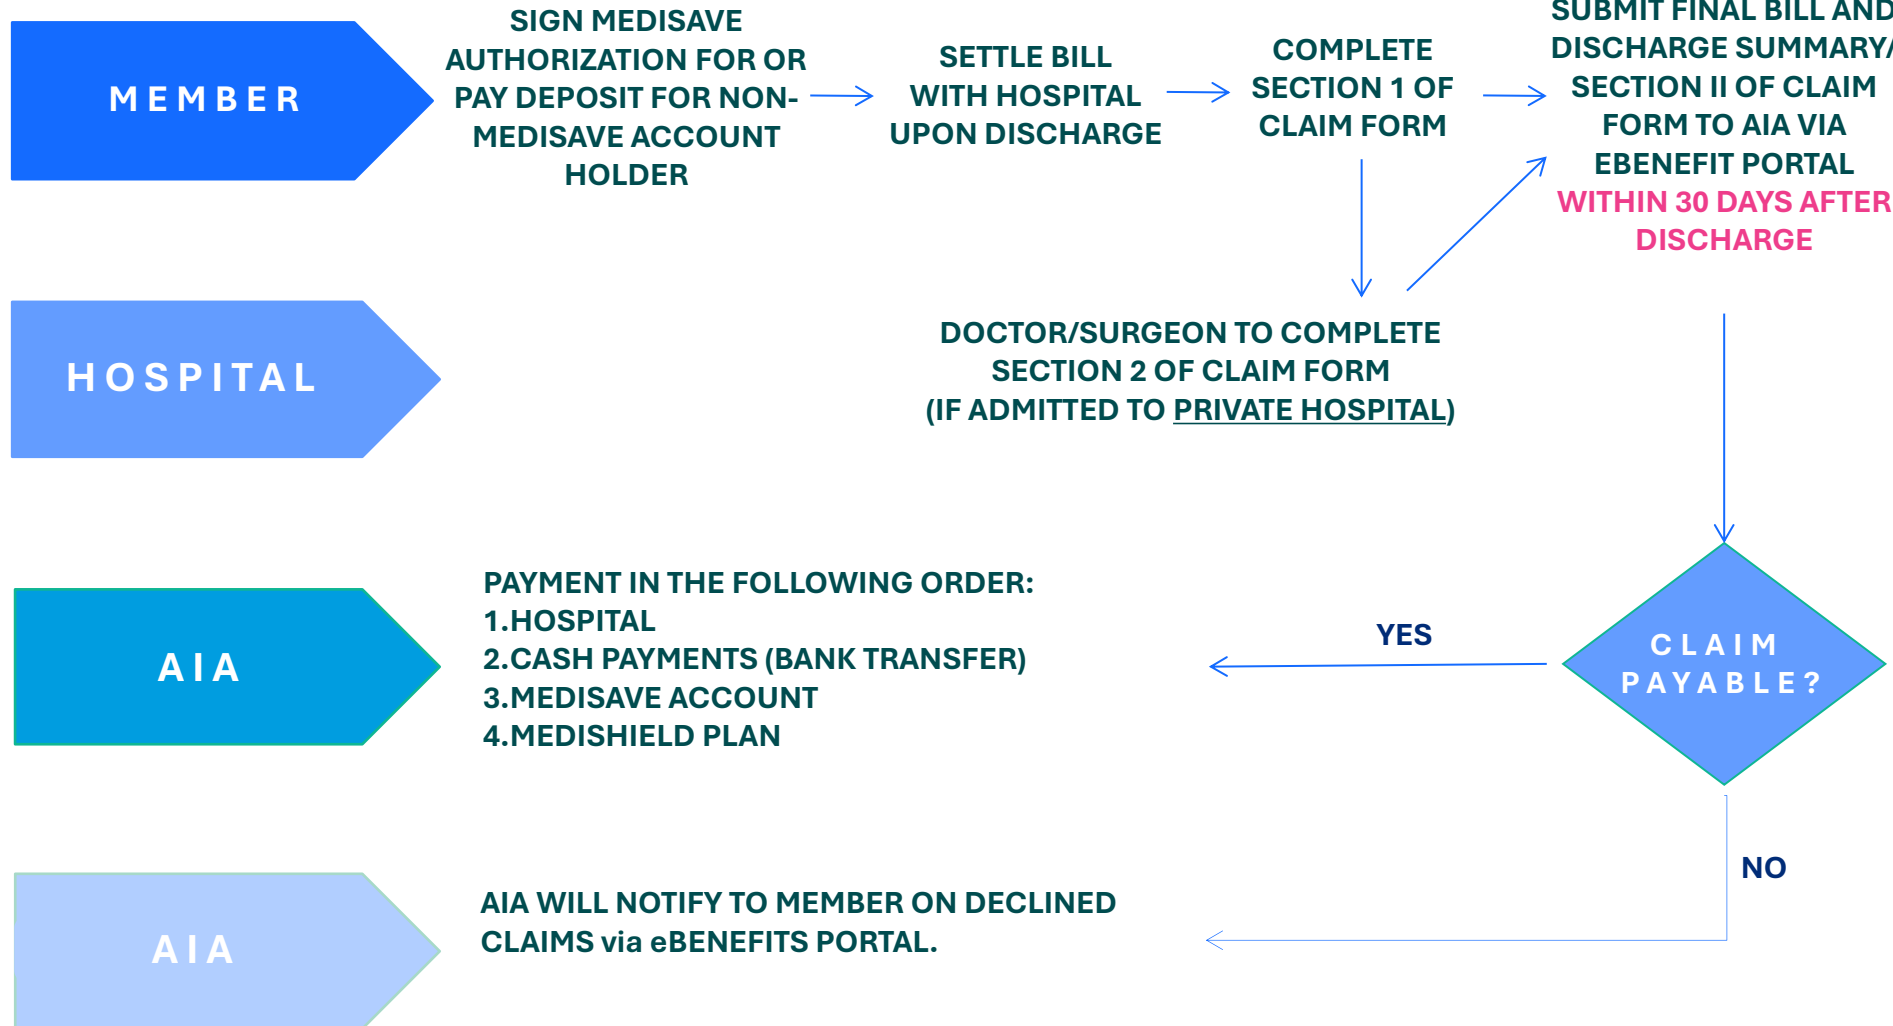 MEMBER
SIGN MEDISAVE
AUTHORIZATION FOR OR
PAY DEPOSIT FOR NON-
MEDISAVE ACCOUNT
HOLDER
SETTLE BILL
WITH HOSPITAL
UPON DISCHARGE
COMPLETE
SECTION 1 OF
CLAIM FORM
SUBMIT FINAL BILL AND
DISCHARGE SUMMARY/
SECTION II OF CLAIM
FORM TO AIA VIA
EBENEFIT PORTAL
WITHIN 30 DAYS AFTER
DISCHARGE
HOSPITAL
DOCTOR/SURGEON TO COMPLETE
SECTION 2 OF CLAIM FORM
(IF ADMITTED TO PRIVATE HOSPITAL)
AIA
PAYMENT IN THE FOLLOWING ORDER:
1.HOSPITAL
2.CASH PAYMENTS (BANK TRANSFER)
3.MEDISAVE ACCOUNT
4.MEDISHIELD PLAN
YES
CLAIM
PAYABLE?
NO
AIA
AIA WILL NOTIFY TO MEMBER ON DECLINED
CLAIMS via eBENEFITS PORTAL.